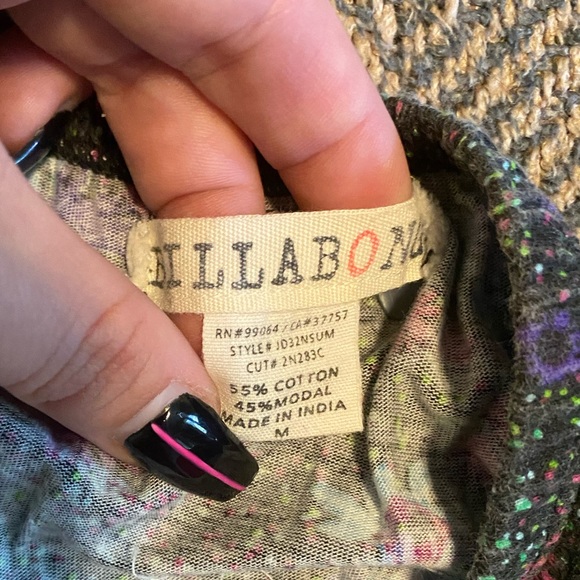 BILLABONG
RN#99064 / CA#37757
STYLE# JD32NSUM
CUT# 2N283C
55% COTTON
45% MODAL
MADE IN INDIA
M